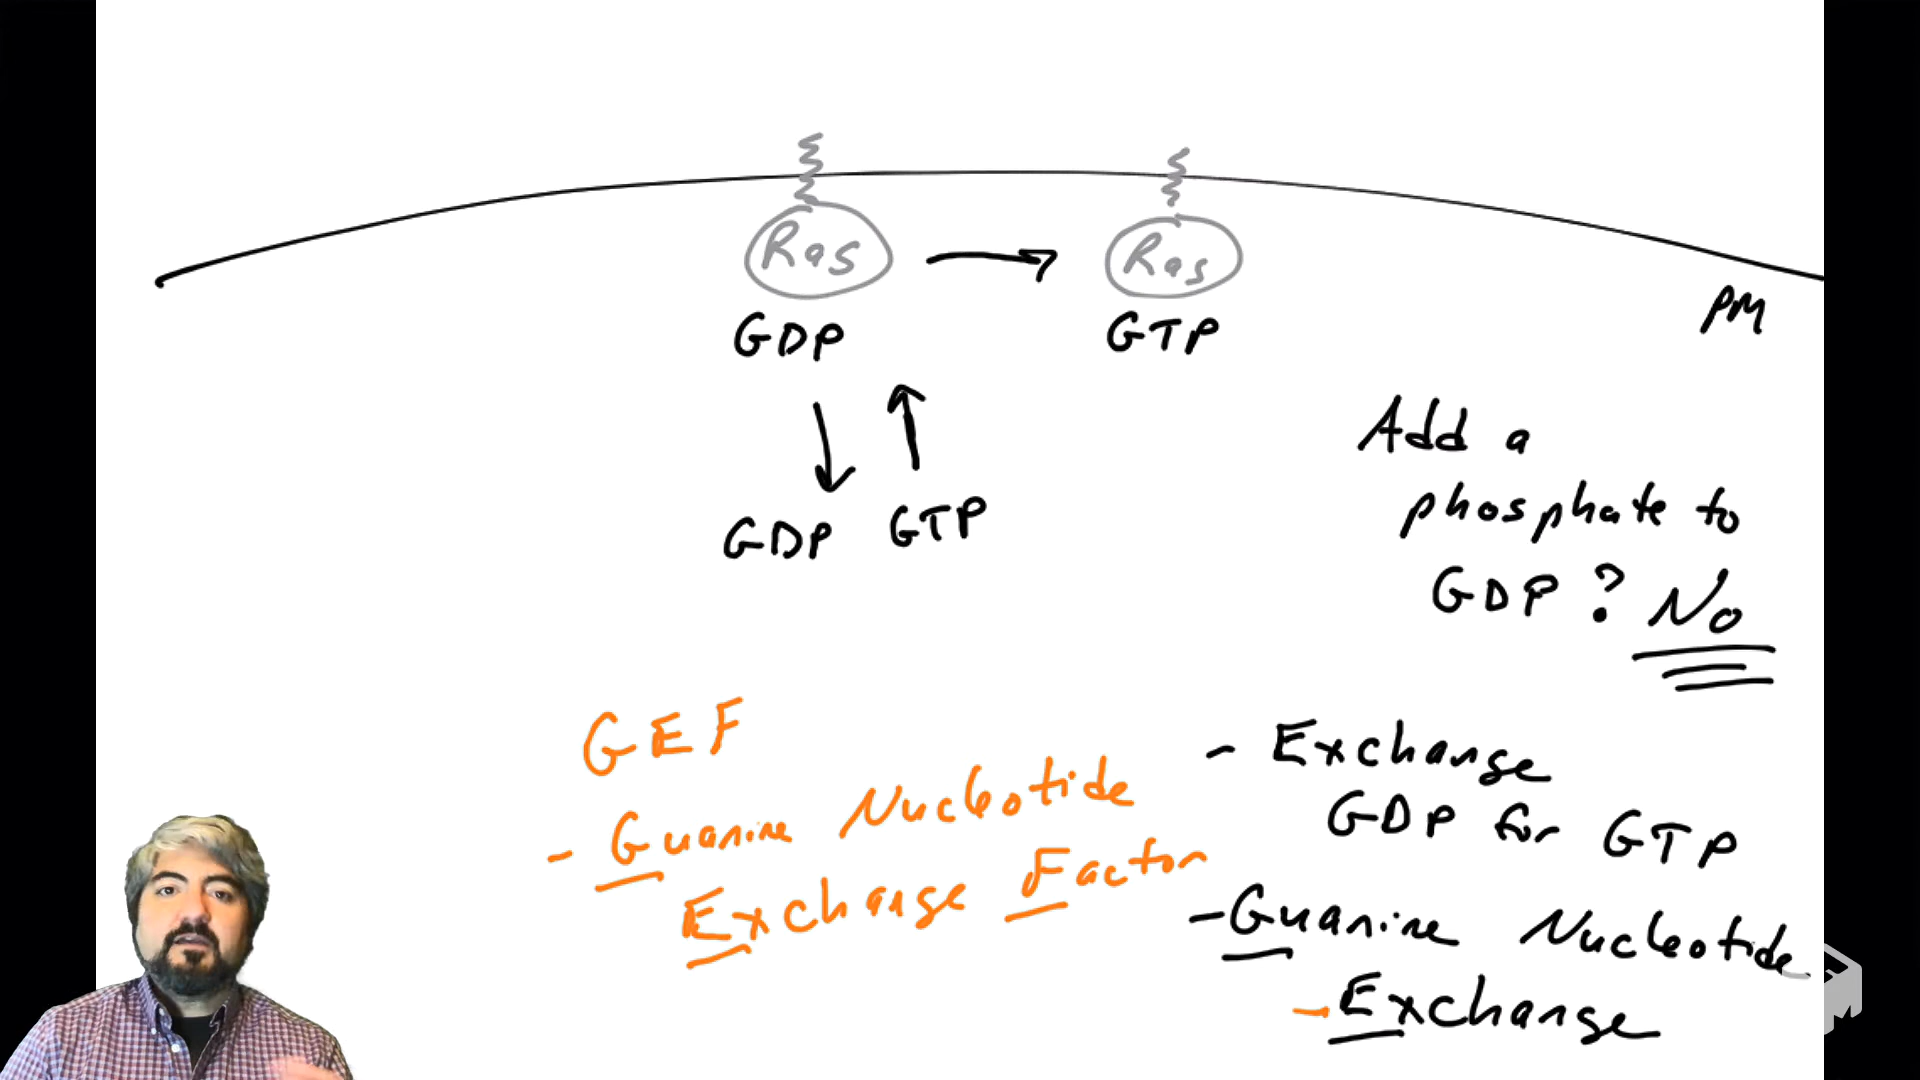 Ras
Ras
GDP
GTP
PM
GDP GTP
Add a
phosphate to
GDP? No
GEF
- Guanine Nucleotide
Exchange Factor
- Exchange
GDP for GTP
- Guanine Nucleotide
- Exchange